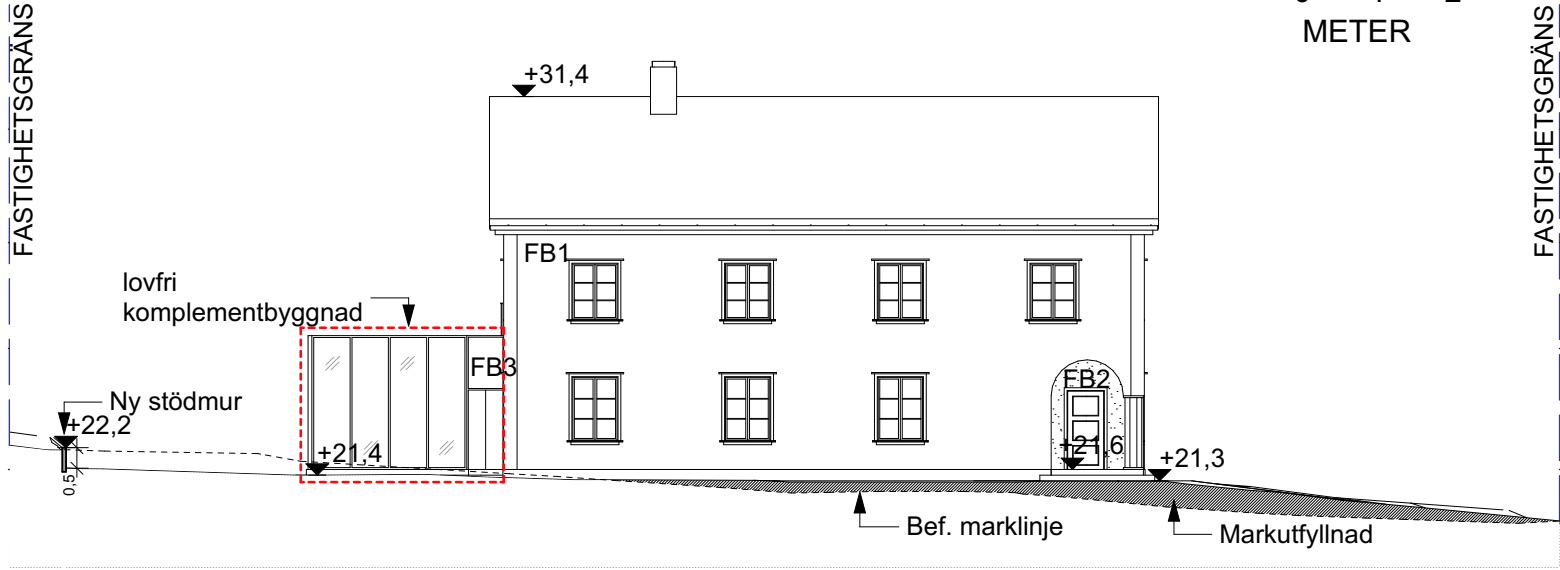 METER
FASTIGHETSGRÄNS
FASTIGHETSGRÄNS
+31,4
FB1
lovfri
komplementbyggnad
FB3
FB2
Ny stödmur
+22,2
+21,4
+21,6
+21,3
0,5
Bef. marklinje
Markutfyllnad